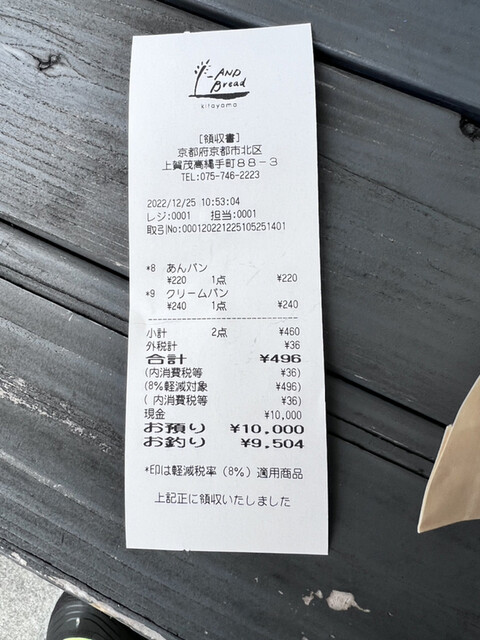 AND
Bread
kitayama
[領収書]
京都府京都市北区
上賀茂高縄手町88-3
TEL:075-746-2223
2022/12/25 10:53:04
レジ:0001 担当:0001
取引No:000120221225105251401
*8 あんパン
¥220 1点 ¥220
*9 クリームパン
¥240 1点 ¥240
小計 2点 ¥460
外税計 ¥36
合計 ¥496
(内消費税等 ¥36)
(8%軽減対象 ¥496)
( 内消費税等 ¥36)
現金 ¥10,000
お預り ¥10,000
お釣り ¥9,504
*印は軽減税率(8%)適用商品
上記正に領収いたしました